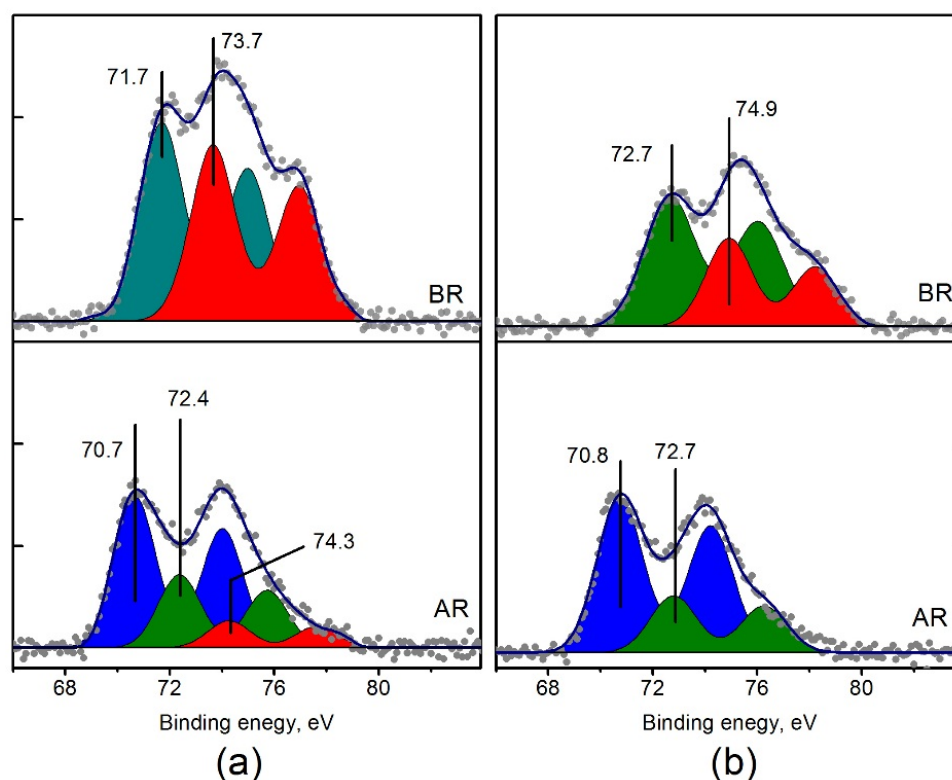 73.7
71.7
BR
72.4
70.7
74.3
AR
68 72 76 80
Binding enegy, eV
(a)
74.9
72.7
BR
72.7
70.8
AR
68 72 76 80
Binding enegy, eV
(b)